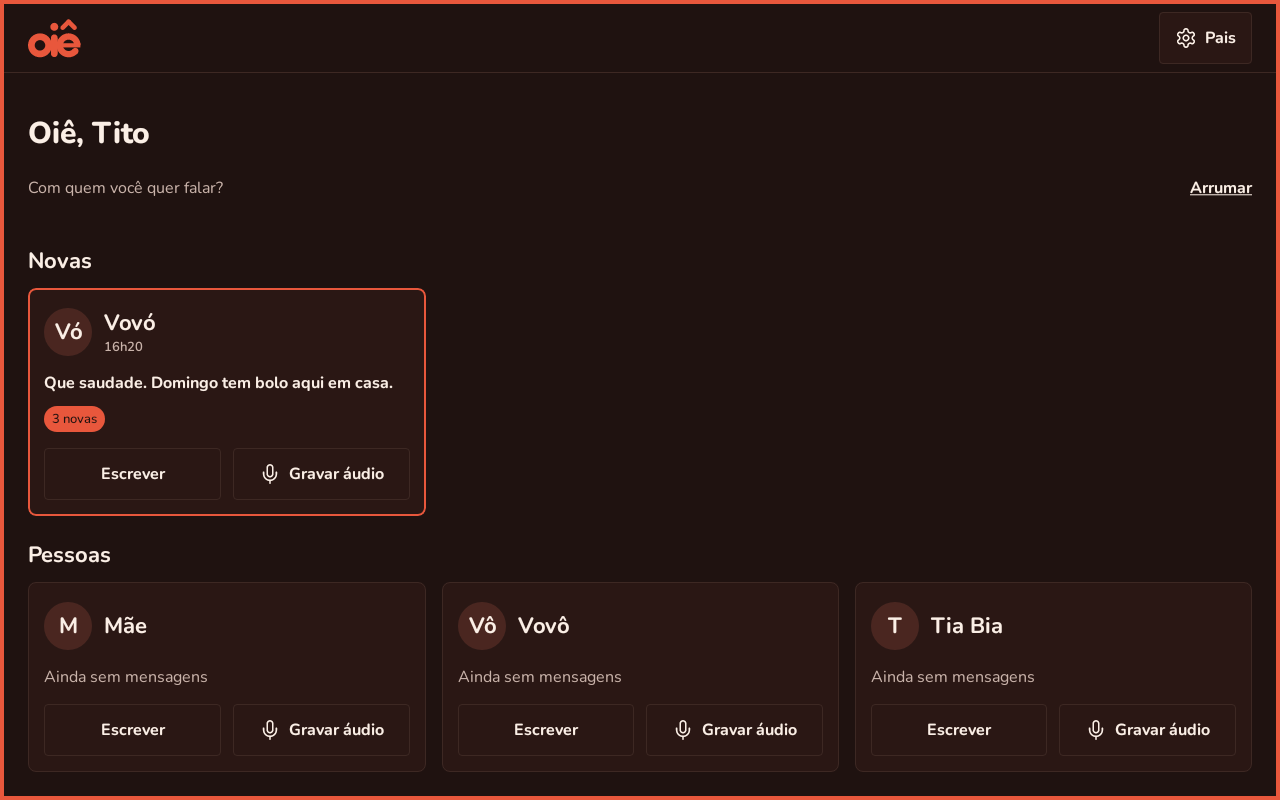 oiê
Pais
Oiê, Tito
Com quem você quer falar?
Arrumar
Novas
Vó
Vovó
16h20
Que saudade. Domingo tem bolo aqui em casa.
3 novas
Escrever
Gravar áudio
Pessoas
M
Mãe
Ainda sem mensagens
Escrever
Gravar áudio
Vô
Vovô
Ainda sem mensagens
Escrever
Gravar áudio
T
Tia Bia
Ainda sem mensagens
Escrever
Gravar áudio